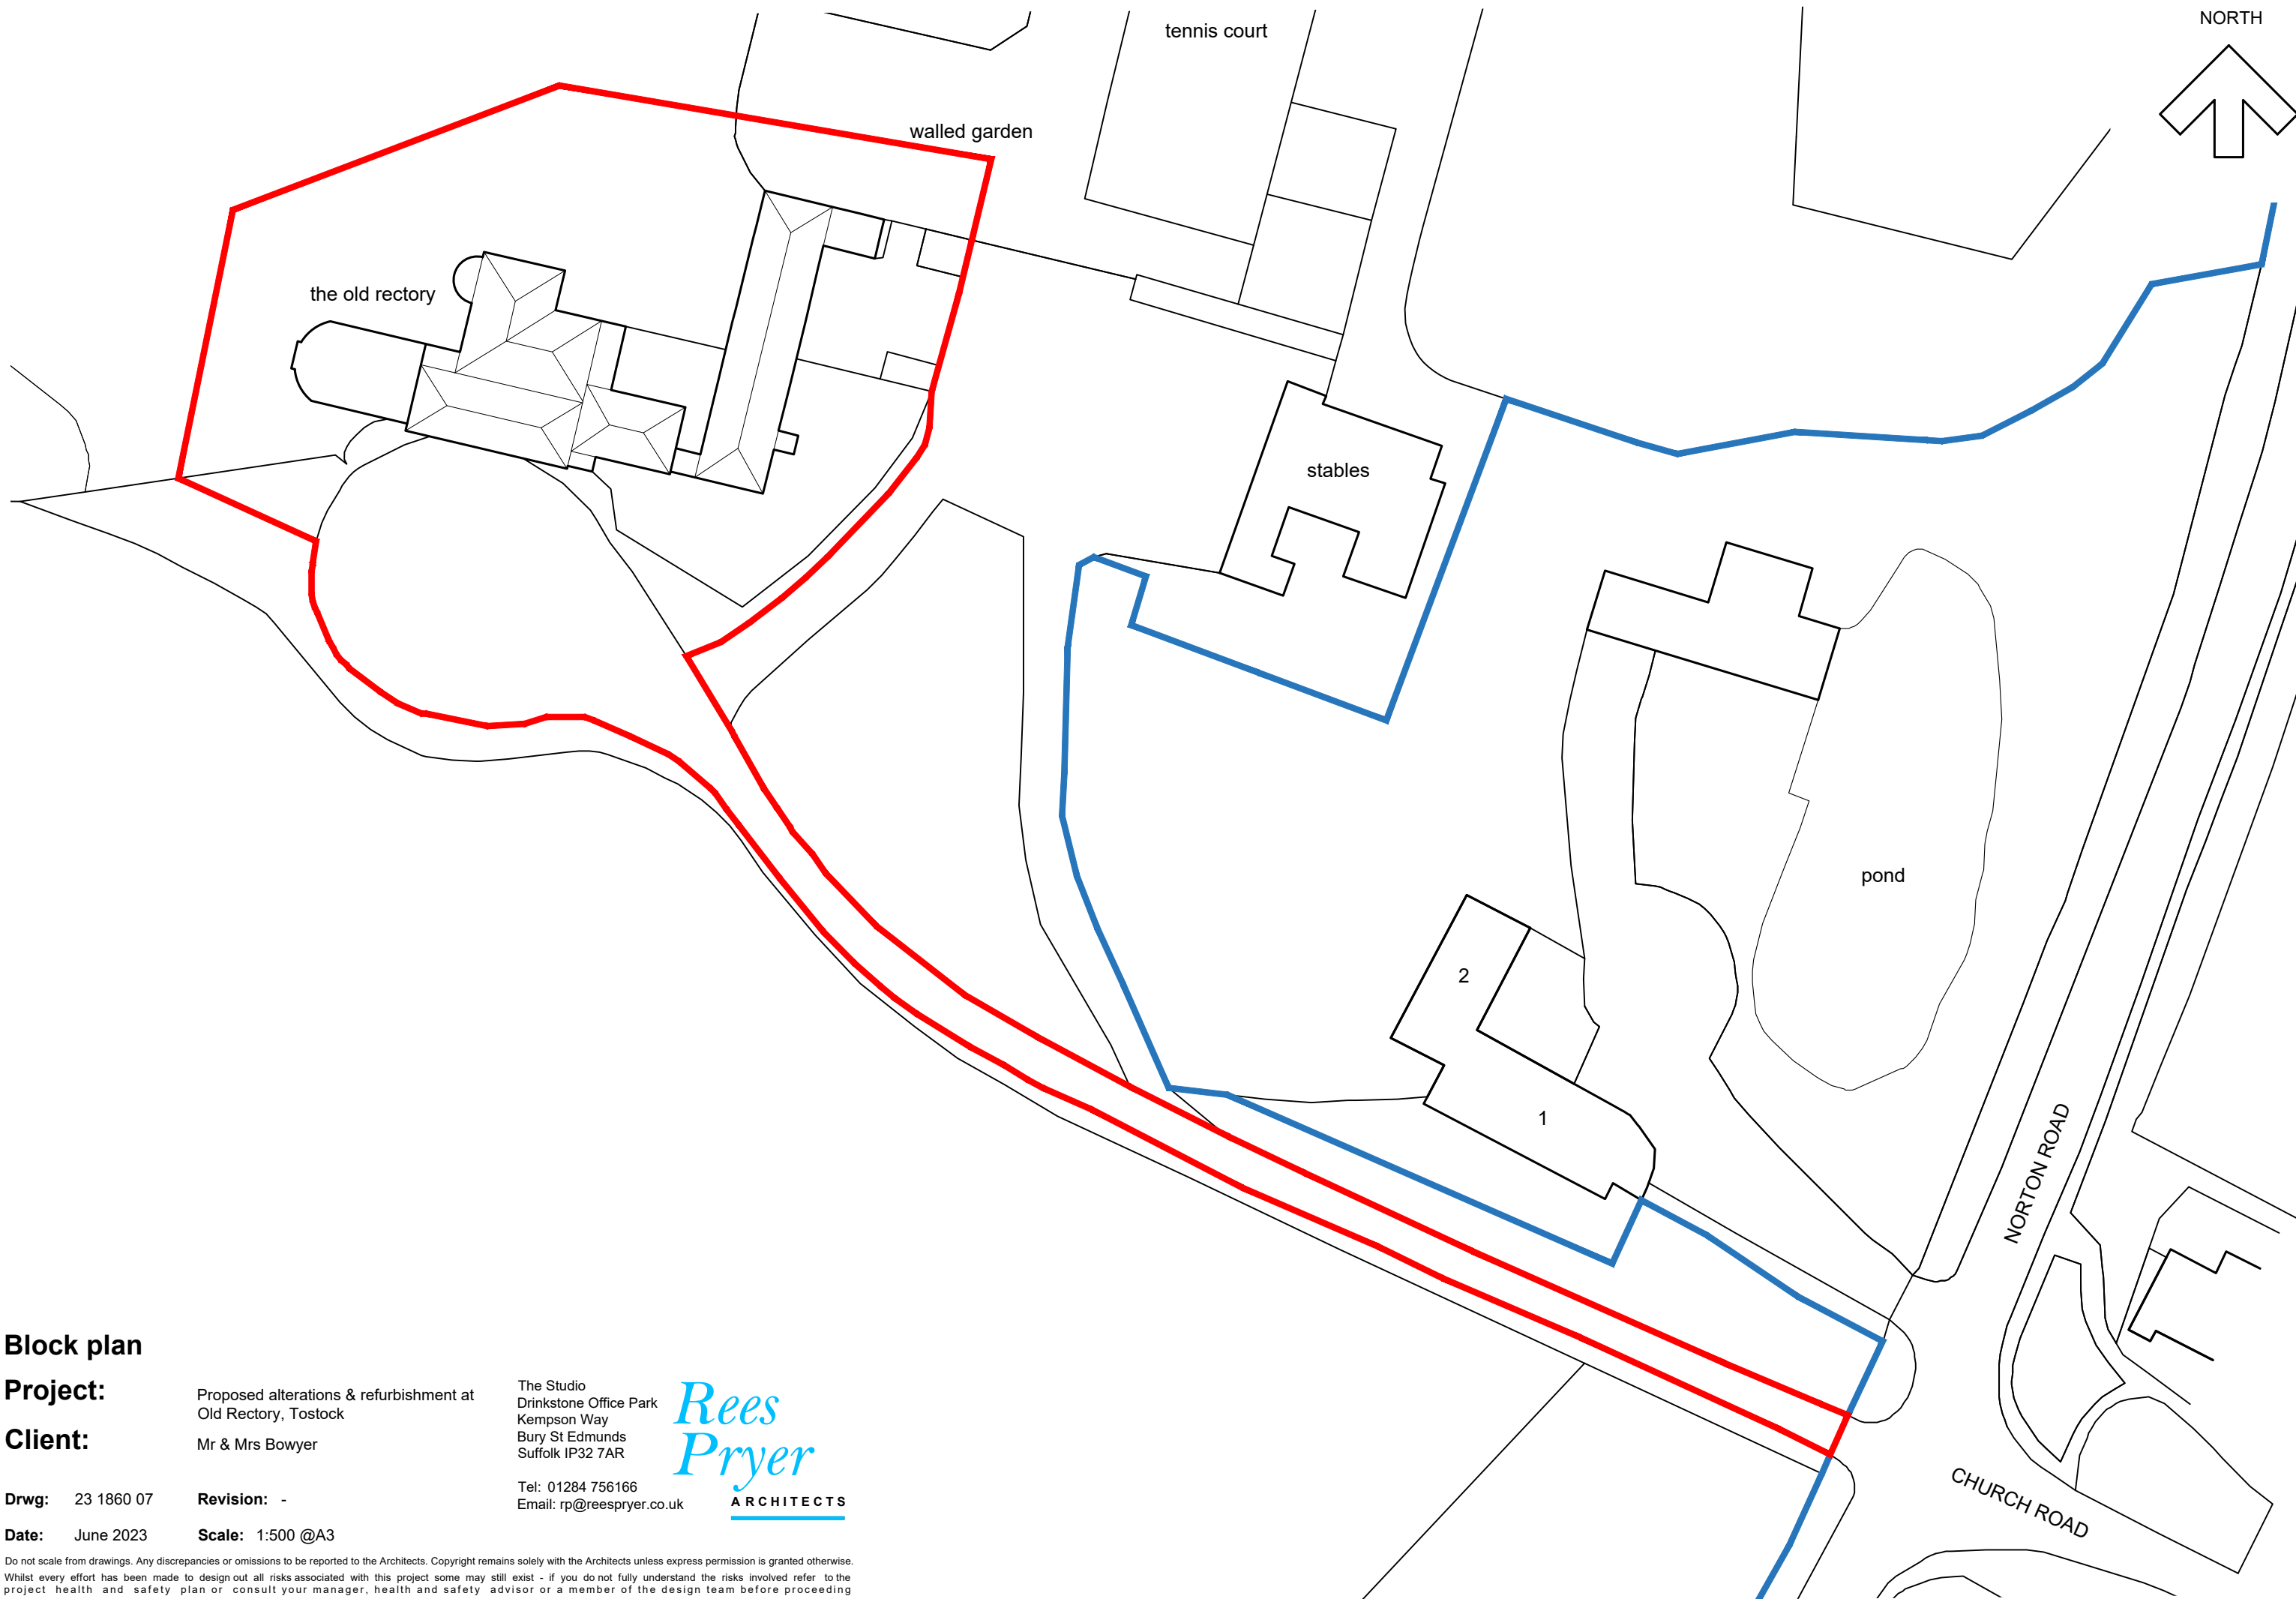 tennis court
NORTH
walled garden
the old rectory
stables
pond
2
1
NORTON ROAD
CHURCH ROAD
Block plan
Project:
Proposed alterations & refurbishment at
Old Rectory, Tostock
Client:
Mr & Mrs Bowyer
Drwg: 23 1860 07 Revision: -
Date: June 2023 Scale: 1:500 @A3
The Studio
Drinkstone Office Park
Kempson Way
Bury St Edmunds
Suffolk IP32 7AR
Tel: 01284 756166
Email: rp@reespryer.co.uk
Rees
Pryer
ARCHITECTS
Do not scale from drawings. Any discrepancies or omissions to be reported to the Architects. Copyright remains solely with the Architects unless express permission is granted otherwise.
Whilst every effort has been made to design out all risks associated with this project some may still exist - if you do not fully understand the risks involved refer to the
project health and safety plan or consult your manager, health and safety advisor or a member of the design team before proceeding